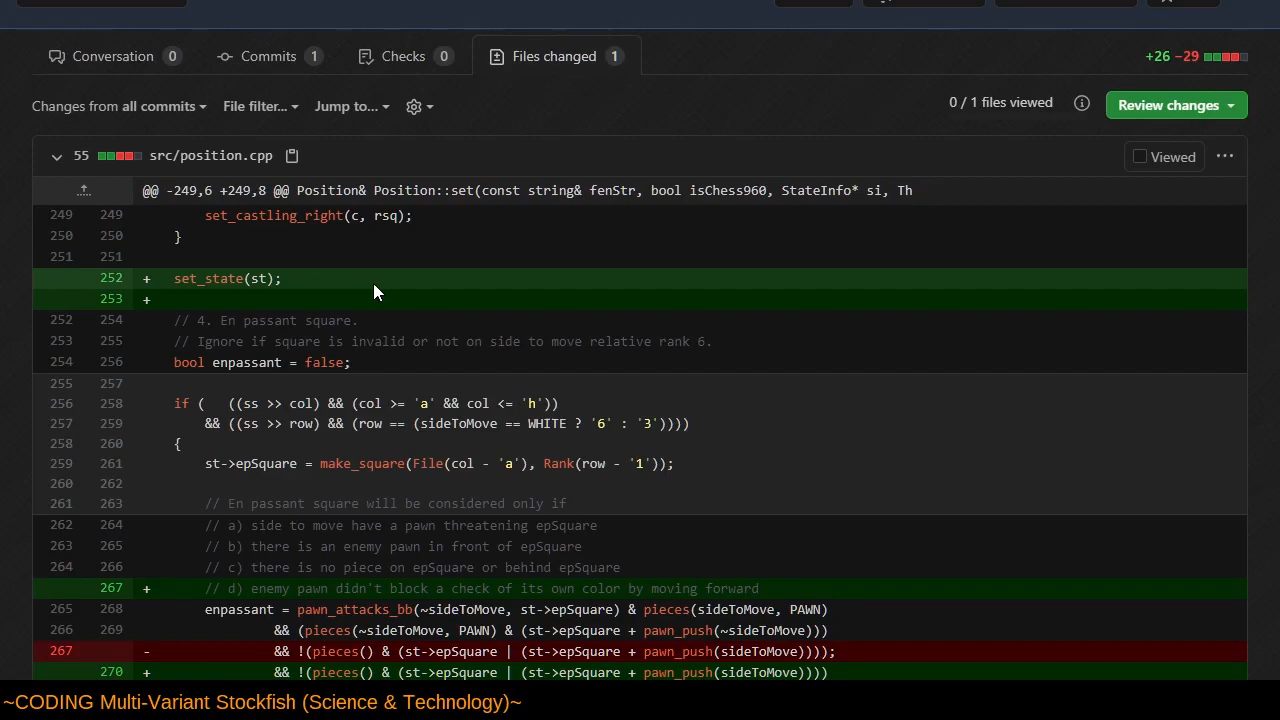 Conversation 0 Commits 1 Checks 0 Files changed 1 +26 −29
Changes from all commits File filter... Jump to... 0 / 1 files viewed Review changes
55 src/position.cpp Viewed ...
@@ -249,6 +249,8 @@ Position& Position::set(const string& fenStr, bool isChess960, StateInfo* si, Th
249 249 set_castling_right(c, rsq);
250 250 }
251 251
252 + set_state(st);
253 +
252 254 // 4. En passant square.
253 255 // Ignore if square is invalid or not on side to move relative rank 6.
254 256 bool enpassant = false;
255 257
256 258 if ( ((ss >> col) && (col >= 'a' && col <= 'h'))
257 259 && ((ss >> row) && (row == (sideToMove == WHITE ? '6' : '3'))))
258 260 {
259 261 st->epSquare = make_square(File(col - 'a'), Rank(row - '1'));
260 262
261 263 // En passant square will be considered only if
262 264 // a) side to move have a pawn threatening epSquare
263 265 // b) there is an enemy pawn in front of epSquare
264 266 // c) there is no piece on epSquare or behind epSquare
267 + // d) enemy pawn didn't block a check of its own color by moving forward
265 268 enpassant = pawn_attacks_bb(~sideToMove, st->epSquare) & pieces(sideToMove, PAWN)
266 269 && (pieces(~sideToMove, PAWN) & (st->epSquare + pawn_push(~sideToMove)))
267 - && !(pieces() & (st->epSquare | (st->epSquare + pawn_push(sideToMove))));
270 + && !(pieces() & (st->epSquare | (st->epSquare + pawn_push(sideToMove))))
~CODING Multi-Variant Stockfish (Science & Technology)~